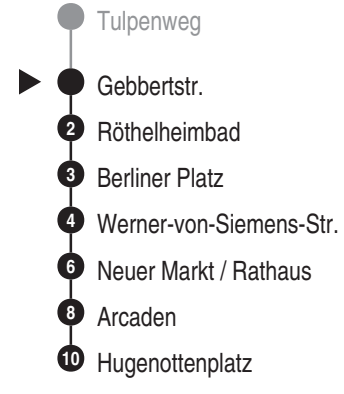 Tulpenweg
Gebbertstr.
2 Röthelheimbad
3 Berliner Platz
4 Werner-von-Siemens-Str.
6 Neuer Markt / Rathaus
8 Arcaden
10 Hugenottenplatz